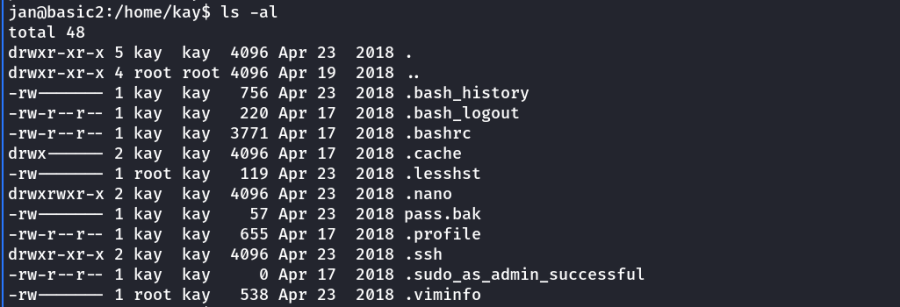 jan@basic2:/home/kay$ ls -al
total 48
drwxr-xr-x 5 kay  kay  4096 Apr 23  2018 .
drwxr-xr-x 4 root root 4096 Apr 19  2018 ..
-rw------- 1 kay  kay   756 Apr 23  2018 .bash_history
-rw-r--r-- 1 kay  kay   220 Apr 17  2018 .bash_logout
-rw-r--r-- 1 kay  kay  3771 Apr 17  2018 .bashrc
drwx------ 2 kay  kay  4096 Apr 17  2018 .cache
-rw------- 1 root kay   119 Apr 23  2018 .lesshst
drwxrwxr-x 2 kay  kay  4096 Apr 23  2018 .nano
-rw------- 1 kay  kay    57 Apr 23  2018 pass.bak
-rw-r--r-- 1 kay  kay   655 Apr 17  2018 .profile
drwxr-xr-x 2 kay  kay  4096 Apr 23  2018 .ssh
-rw-r--r-- 1 kay  kay     0 Apr 17  2018 .sudo_as_admin_successful
-rw------- 1 root kay   538 Apr 23  2018 .viminfo